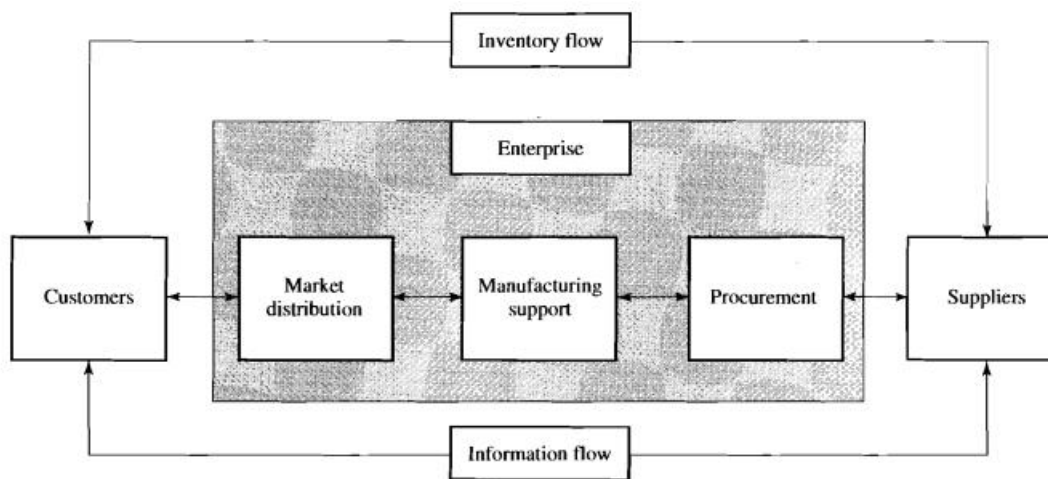 Inventory flow
Enterprise
Customers
Market
distribution
Manufacturing
support
Procurement
Suppliers
Information flow